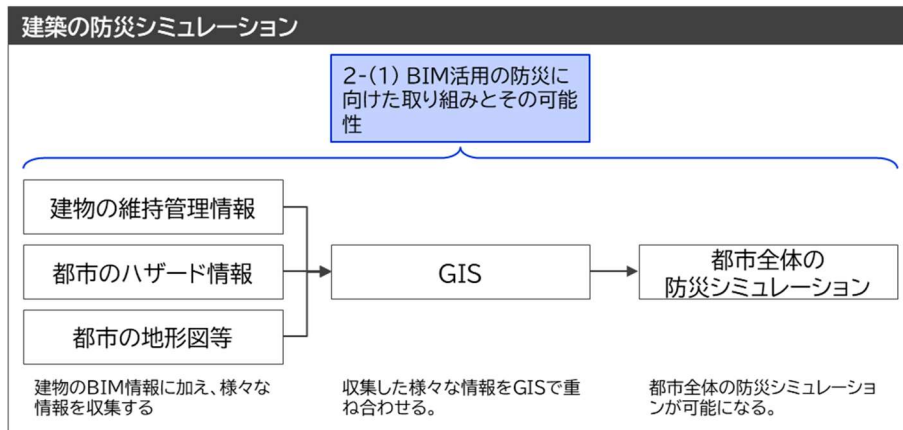 建築の防災シミュレーション
2-(1) BIM活用の防災に
向けた取り組みとその可能
性
建物の維持管理情報
都市のハザード情報
都市の地形図等
GIS
都市全体の
防災シミュレーション
建物のBIM情報に加え、様々な
情報を収集する
収集した様々な情報をGISで重
ね合わせる。
都市全体の防災シミュレーショ
ンが可能になる。